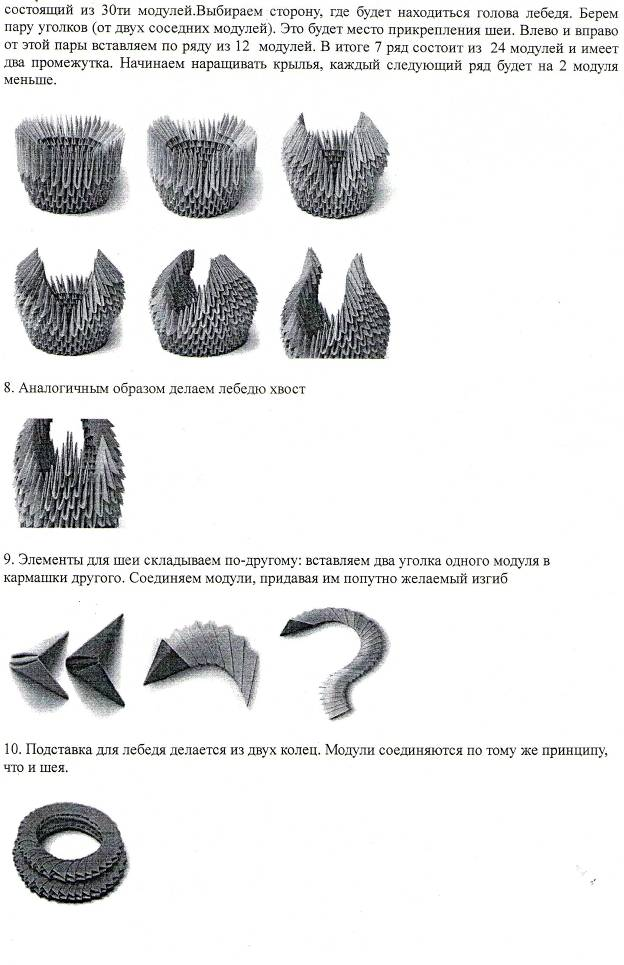 состоящий из 30ти модулей.Выбираем сторону, где будет находиться голова лебедя. Берем
пару уголков (от двух соседних модулей). Это будет место прикрепления шеи. Влево и вправо
от этой пары вставляем по ряду из 12 модулей. В итоге 7 ряд состоит из 24 модулей и имеет
два промежутка. Начинаем наращивать крылья, каждый следующий ряд будет на 2 модуля
меньше.
8. Аналогичным образом делаем лебедю хвост
9. Элементы для шеи складываем по-другому: вставляем два уголка одного модуля в
кармашки другого. Соединяем модули, придавая им попутно желаемый изгиб
10. Подставка для лебедя делается из двух колец. Модули соединяются по тому же принципу,
что и шея.